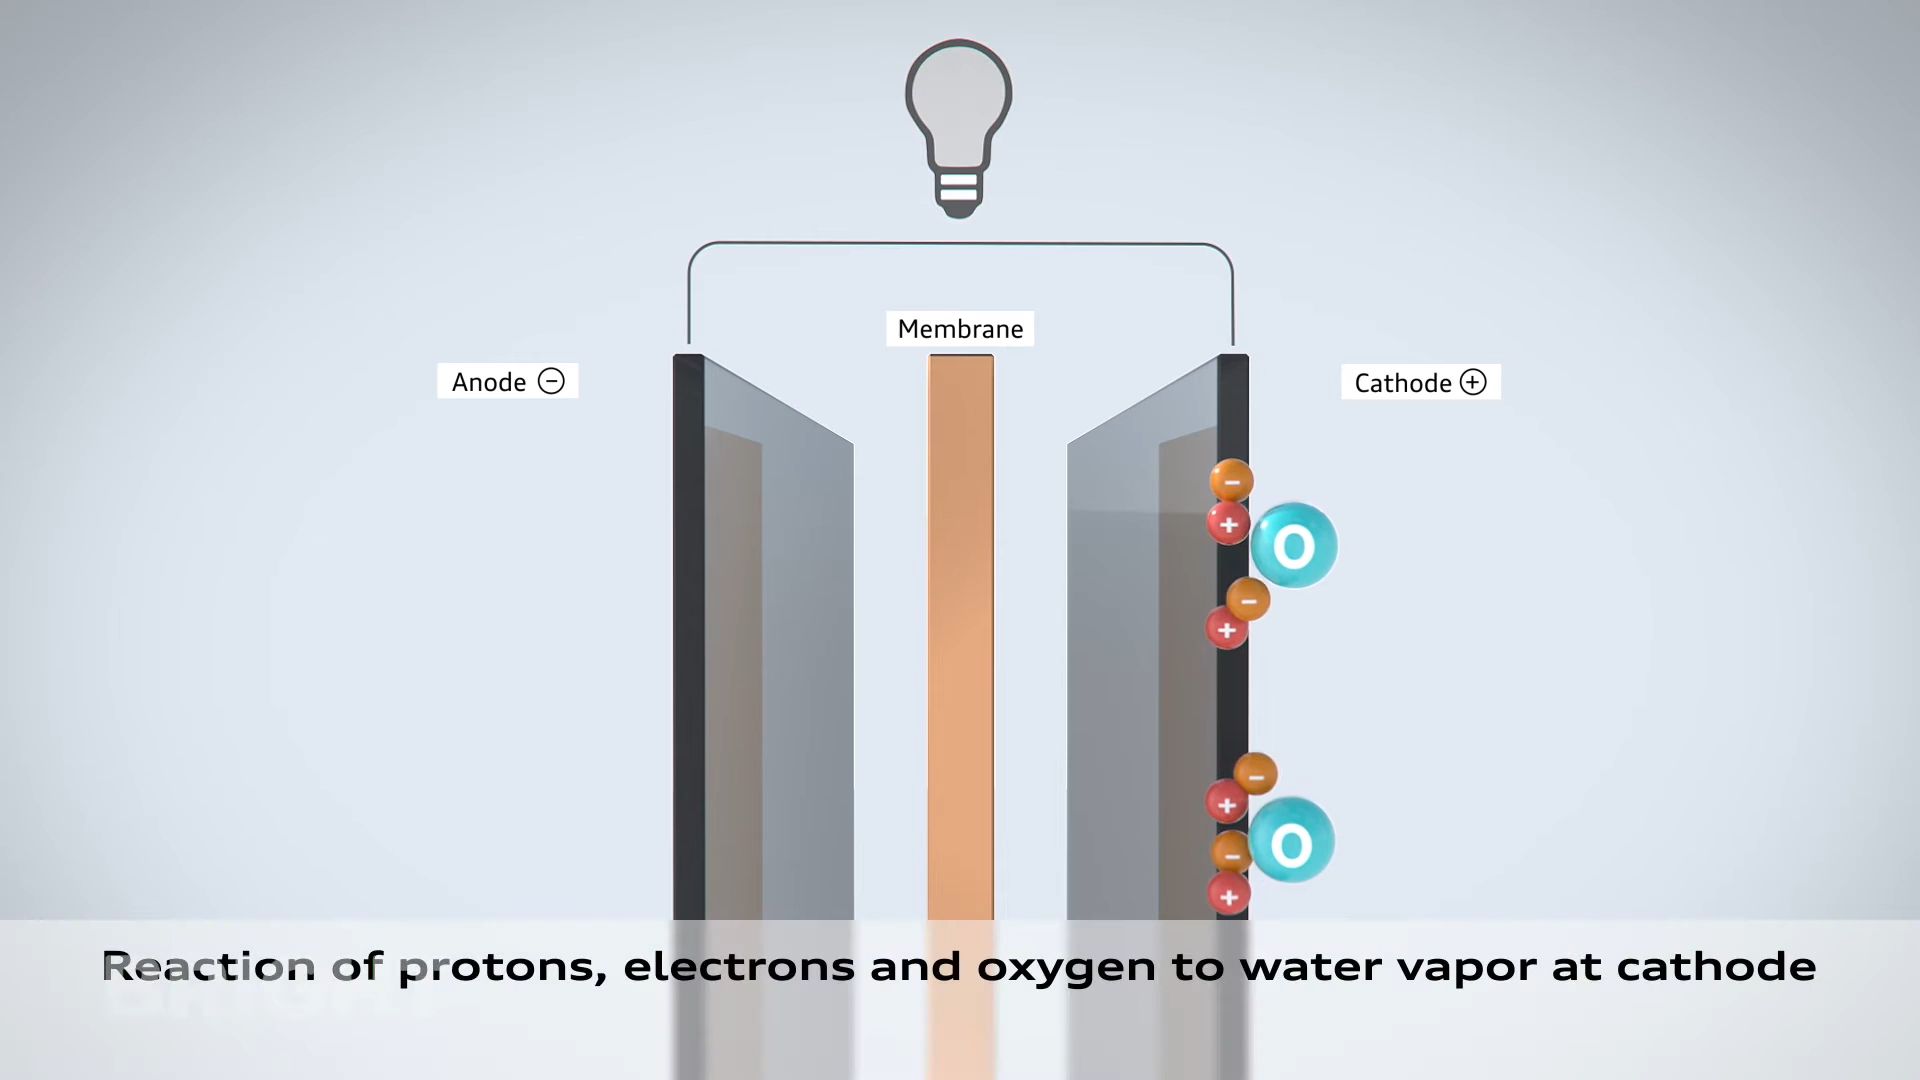 Membrane
Anode ⊖
Cathode ⊕
−
+
O
−
+
−
+
O
−
+
Reaction of protons, electrons and oxygen to water vapor at cathode